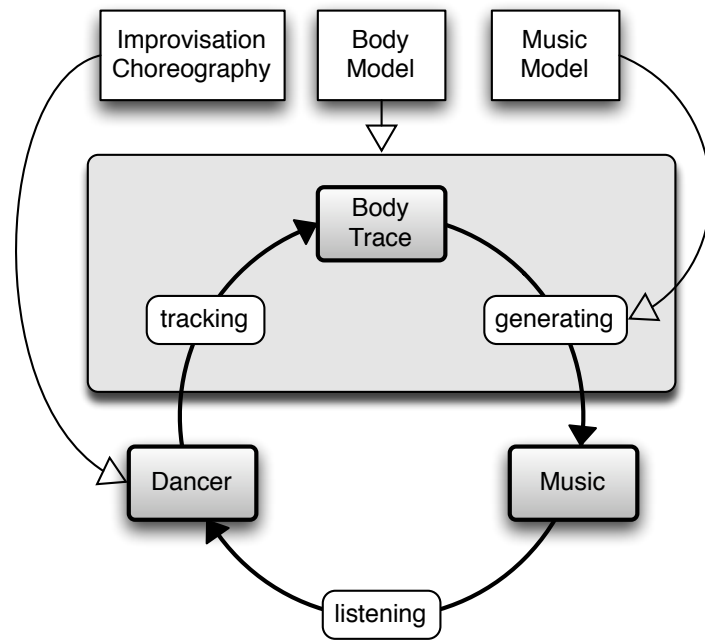 Improvisation
Choreography
Body
Model
Music
Model
Body
Trace
tracking
generating
Dancer
Music
listening